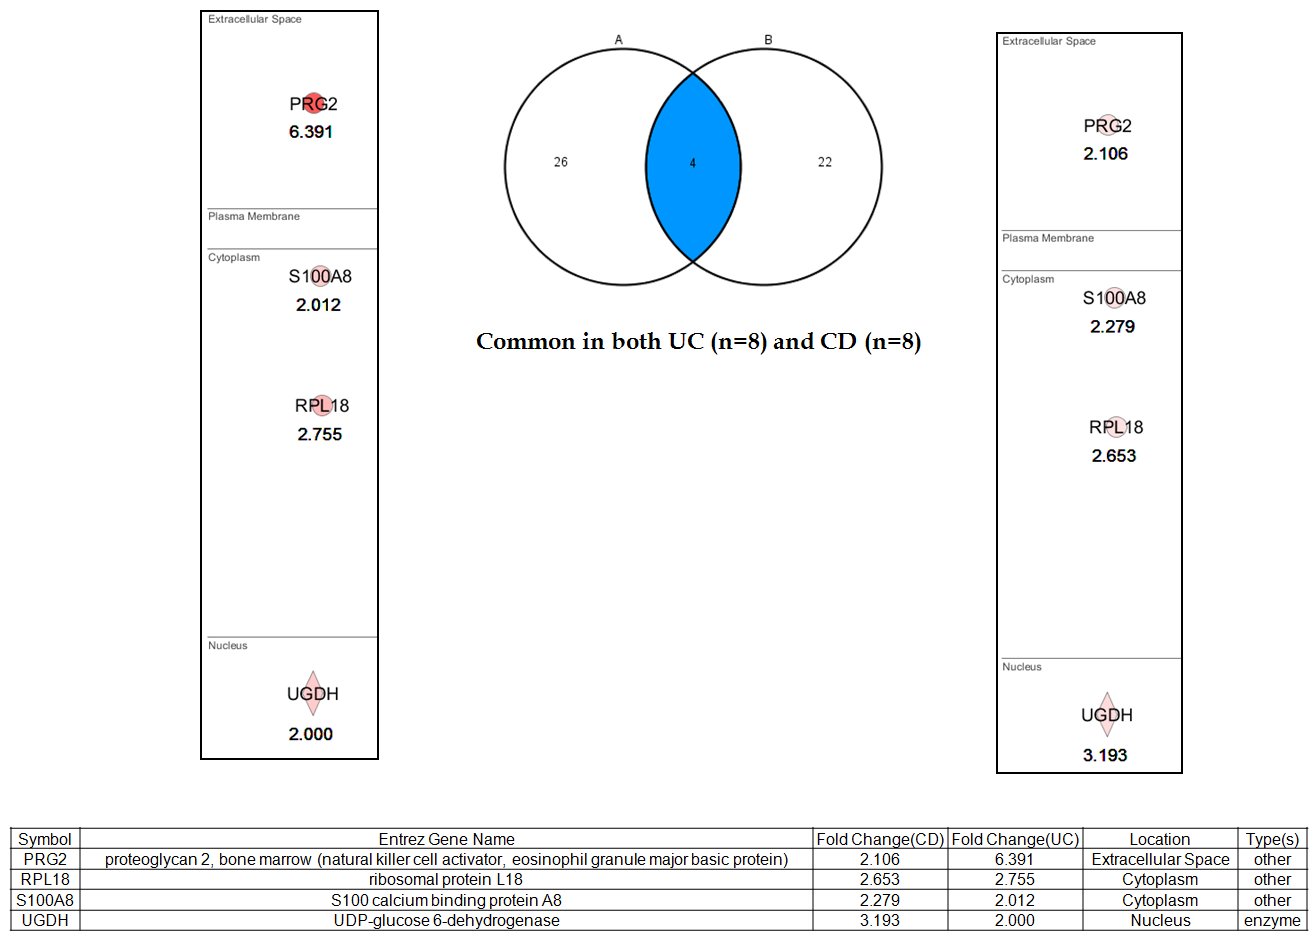 Extracellular Space
PRG2
6.391
Plasma Membrane
Cytoplasm
S100A8
2.012
RPL18
2.755
Nucleus
UGDH
2.000
A B
26 4 22
Common in both UC (n=8) and CD (n=8)
Extracellular Space
PRG2
2.106
Plasma Membrane
Cytoplasm
S100A8
2.279
RPL18
2.653
Nucleus
UGDH
3.193
Symbol Entrez Gene Name Fold Change(CD) Fold Change(UC) Location Type(s)
PRG2 proteoglycan 2, bone marrow (natural killer cell activator, eosinophil granule major basic protein) 2.106 6.391 Extracellular Space other
RPL18 ribosomal protein L18 2.653 2.755 Cytoplasm other
S100A8 S100 calcium binding protein A8 2.279 2.012 Cytoplasm other
UGDH UDP-glucose 6-dehydrogenase 3.193 2.000 Nucleus enzyme